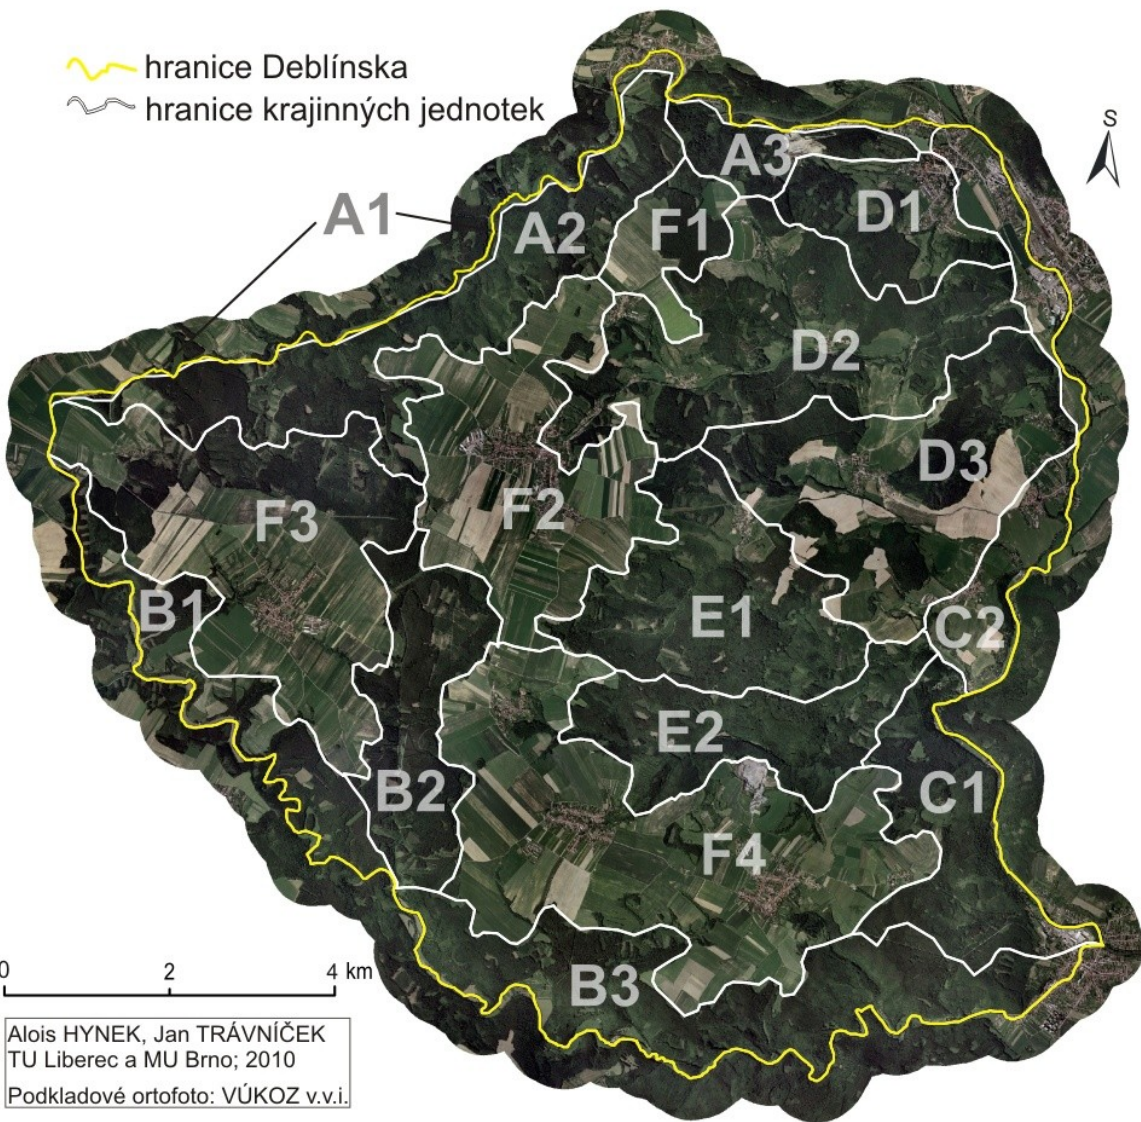 hranice Deblínska
hranice krajinných jednotek
S
A1
A2
A3
F1
D1
D2
D3
F2
F3
B1
E1
C2
E2
B2
C1
F4
B3
0 2 4 km
Alois HYNEK, Jan TRÁVNÍČEK
TU Liberec a MU Brno; 2010
Podkladové ortofoto: VÚKOZ v.v.i.